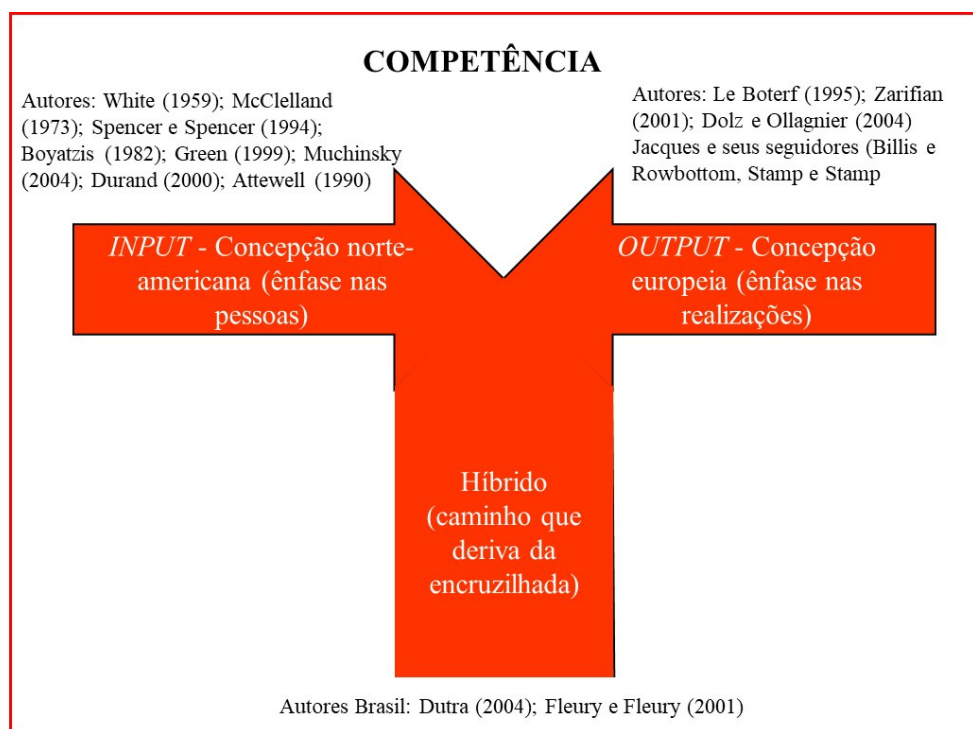 COMPETÊNCIA
Autores: White (1959); McClelland
(1973); Spencer e Spencer (1994);
Boyatzis (1982); Green (1999); Muchinsky
(2004); Durand (2000); Attewell (1990)
Autores: Le Boterf (1995); Zarifian
(2001); Dolz e Ollagnier (2004)
Jacques e seus seguidores (Billis e
Rowbottom, Stamp e Stamp
INPUT - Concepção norte-
americana (ênfase nas
pessoas)
OUTPUT - Concepção
europeia (ênfase nas
realizações)
Híbrido
(caminho que
deriva da
encruzilhada)
Autores Brasil: Dutra (2004); Fleury e Fleury (2001)